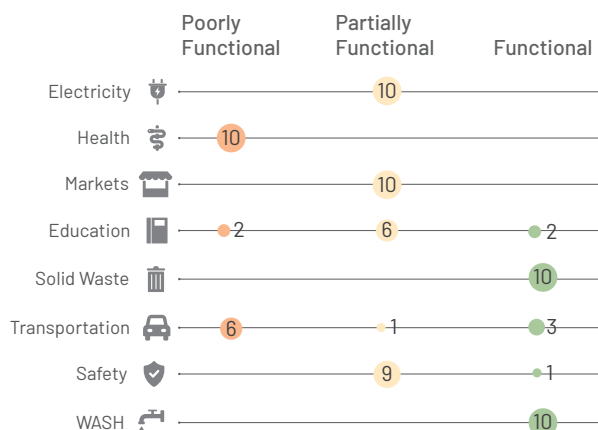 Poorly
Functional
Partially
Functional
Functional
Electricity 10
Health 10
Markets 10
Education 2 6 2
Solid Waste 10
Transportation 6 1 3
Safety 9 1
WASH 10